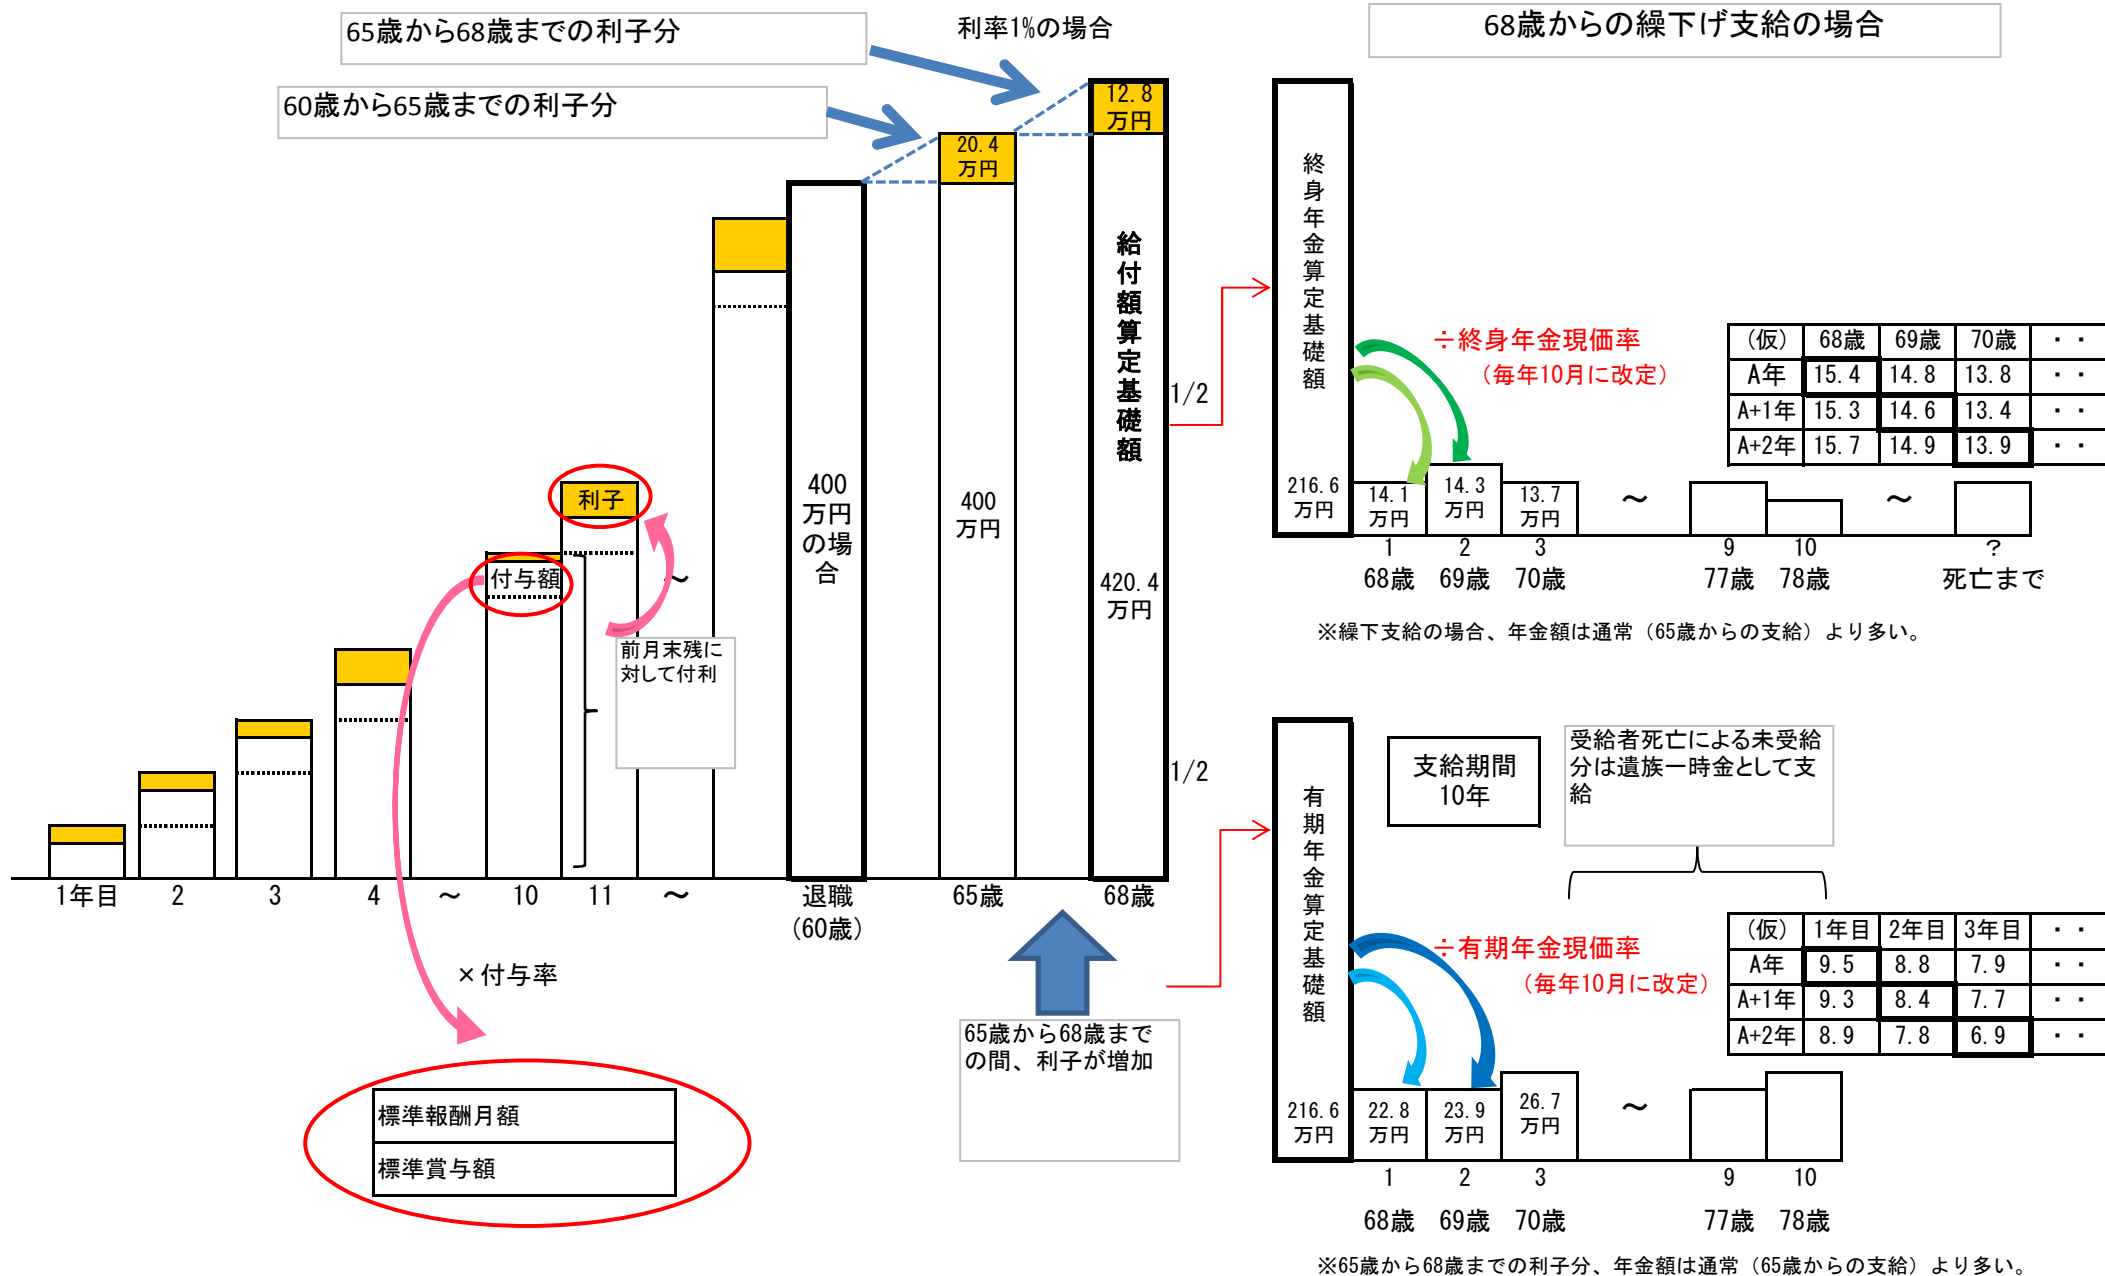 65歳から68歳までの利子分
利率1%の場合
60歳から65歳までの利子分
12.8
万円
20.4
万円
給付額算定基礎額
400
万円
の場
合
400
万円
420.4
万円
利子
付与額
～
前月末残に
対して付利
1/2
1/2
1年目
2
3
4
～
10
11
～
退職
(60歳)
65歳
68歳
×付与率
標準報酬月額
標準賞与額
65歳から68歳まで
の間、利子が増加
68歳からの繰下げ支給の場合
終身年金算定基礎額
÷終身年金現価率
（毎年10月に改定）
（仮） 68歳 69歳 70歳 ・・
A年 15.4 14.8 13.8 ・・
A+1年 15.3 14.6 13.4 ・・
A+2年 15.7 14.9 13.9 ・・
216.6
万円
14.1
万円
14.3
万円
13.7
万円
～
～
1 2 3 9 10 ？
68歳 69歳 70歳 77歳 78歳 死亡まで
※繰下支給の場合、年金額は通常（65歳からの支給）より多い。
有期年金算定基礎額
支給期間
10年
受給者死亡による未受給
分は遺族一時金として支
給
÷有期年金現価率
（毎年10月に改定）
（仮） 1年目 2年目 3年目 ・・
A年 9.5 8.8 7.9 ・・
A+1年 9.3 8.4 7.7 ・・
A+2年 8.9 7.8 6.9 ・・
216.6
万円
22.8
万円
23.9
万円
26.7
万円
～
1 2 3 9 10
68歳 69歳 70歳 77歳 78歳
※65歳から68歳までの利子分、年金額は通常（65歳からの支給）より多い。